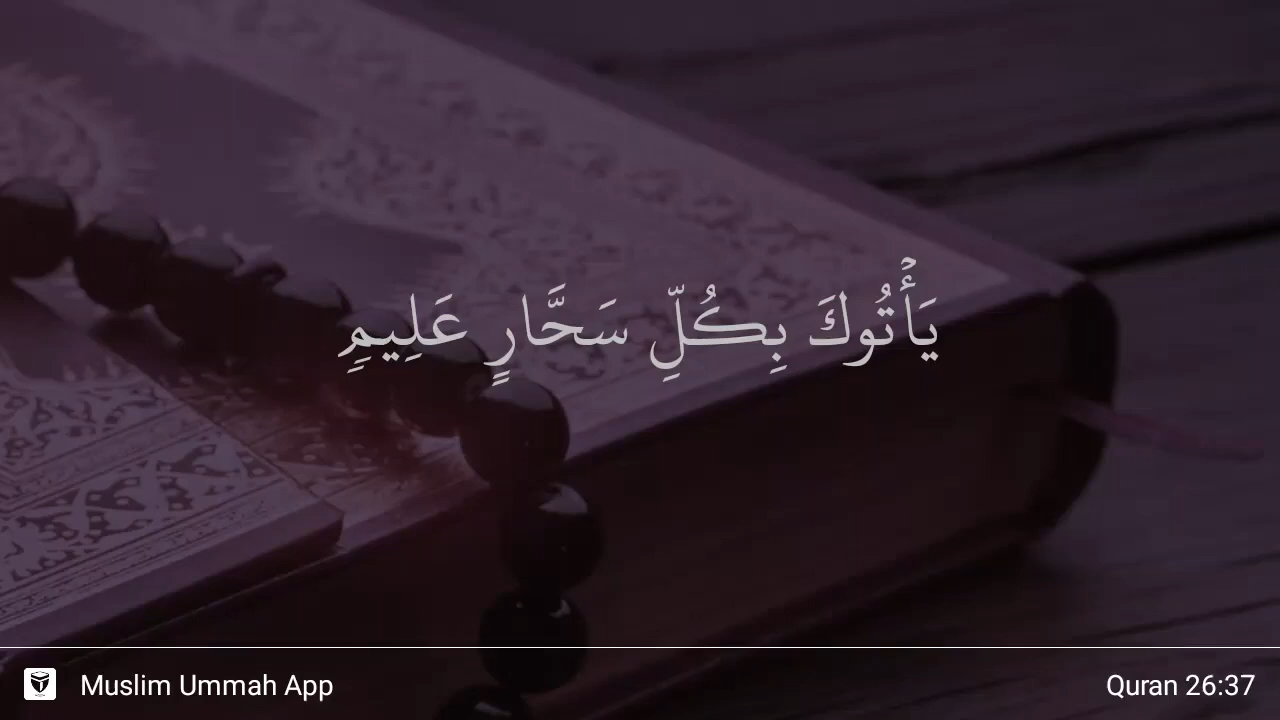 يَأۡتُوكَ بِكُلِّ سَحَّارٍ عَلِيمٖ
Muslim Ummah App
Quran 26:37